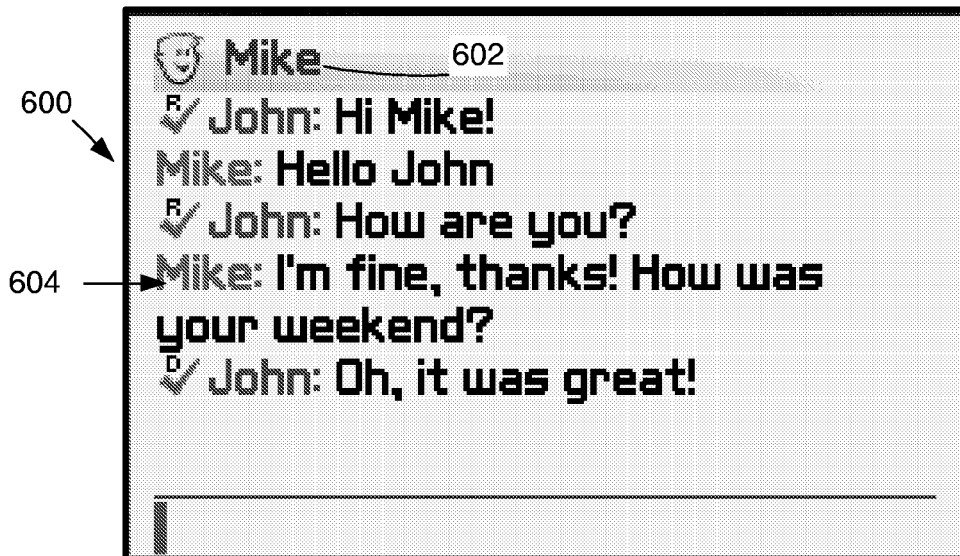 Mike 602
600
R John: Hi Mike!
Mike: Hello John
R John: How are you?
604 Mike: I'm fine, thanks! How was
your weekend?
D John: Oh, it was great!